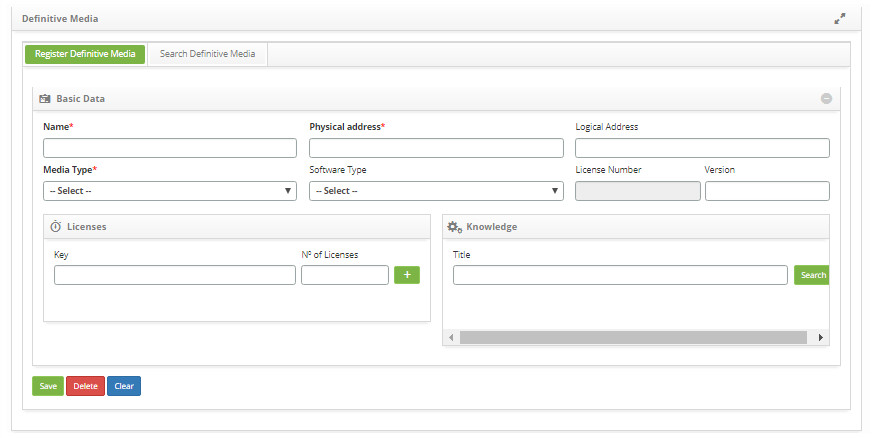 Definitive Media
Register Definitive Media Search Definitive Media
Basic Data
Name* Physical address* Logical Address
Media Type* Software Type License Number Version
-- Select -- -- Select --
Licenses Knowledge
Key Nº of Licenses Title
+ Search
Save Delete Clear